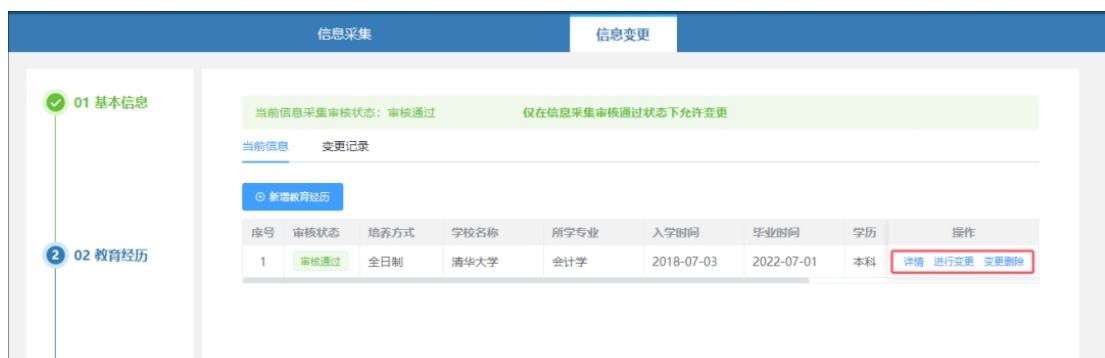 信息采集 信息变更
01 基本信息
当前信息采集审核状态：审核通过 仅在信息采集审核通过状态下允许变更
当前信息 变更记录
新增教育经历
序号 审核状态 培养方式 学校名称 所学专业 入学时间 毕业时间 学历 操作
2 02 教育经历
1 审核通过 全日制 清华大学 会计学 2018-07-03 2022-07-01 本科 详情 进行变更 变更删除